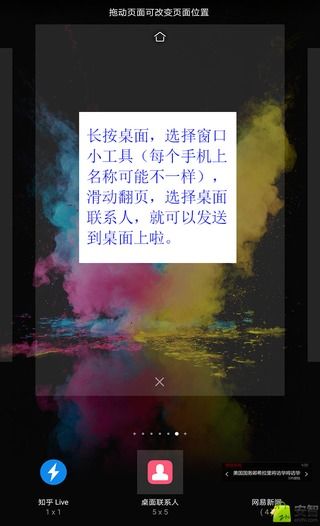 拖动页面可改变页面位置
长按桌面，选择窗口
小工具（每个手机上
名称可能不一样），
滑动翻页，选择桌面
联系人，就可以发送
到桌面上啦。
美国国务卿希拉里将访华将访华
知乎 Live
桌面联系人
网易新闻
1 x 1
5 x 5
(4
安智